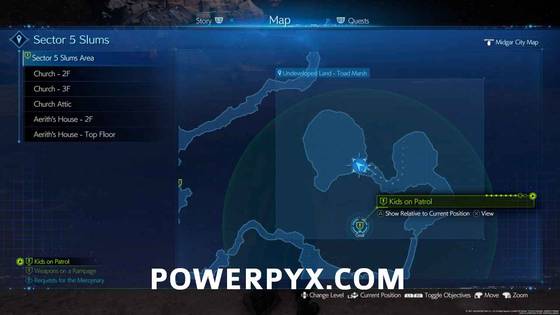 Story Map Quests
Sector 5 Slums
Midgar City Map
Sector 5 Slums Area
Church - 2F
Church - 3F
Church Attic
Aerith's House - 2F
Aerith's House - Top Floor
Undeveloped Land - Toad Marsh
Kids on Patrol
Show Relative to Current Position View
Goal
Kids on Patrol
Weapons on a Rampage
Requests for the Mercenary
POWERPYX.COM
Change Level Current Position Toggle Objectives Move Zoom